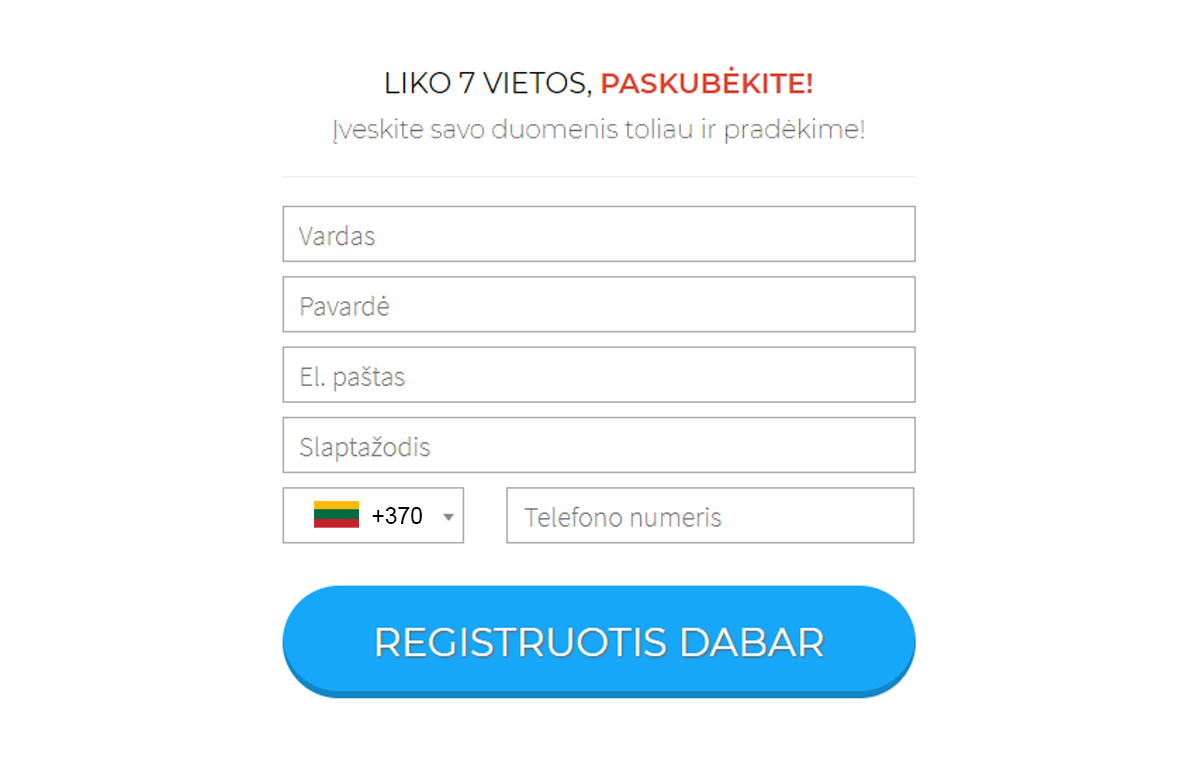 LIKO 7 VIETOS, PASKUBĖKITE!
Įveskite savo duomenis toliau ir pradėkime!
Vardas
Pavardė
El. paštas
Slaptažodis
+370 Telefono numeris
REGISTRUOTIS DABAR